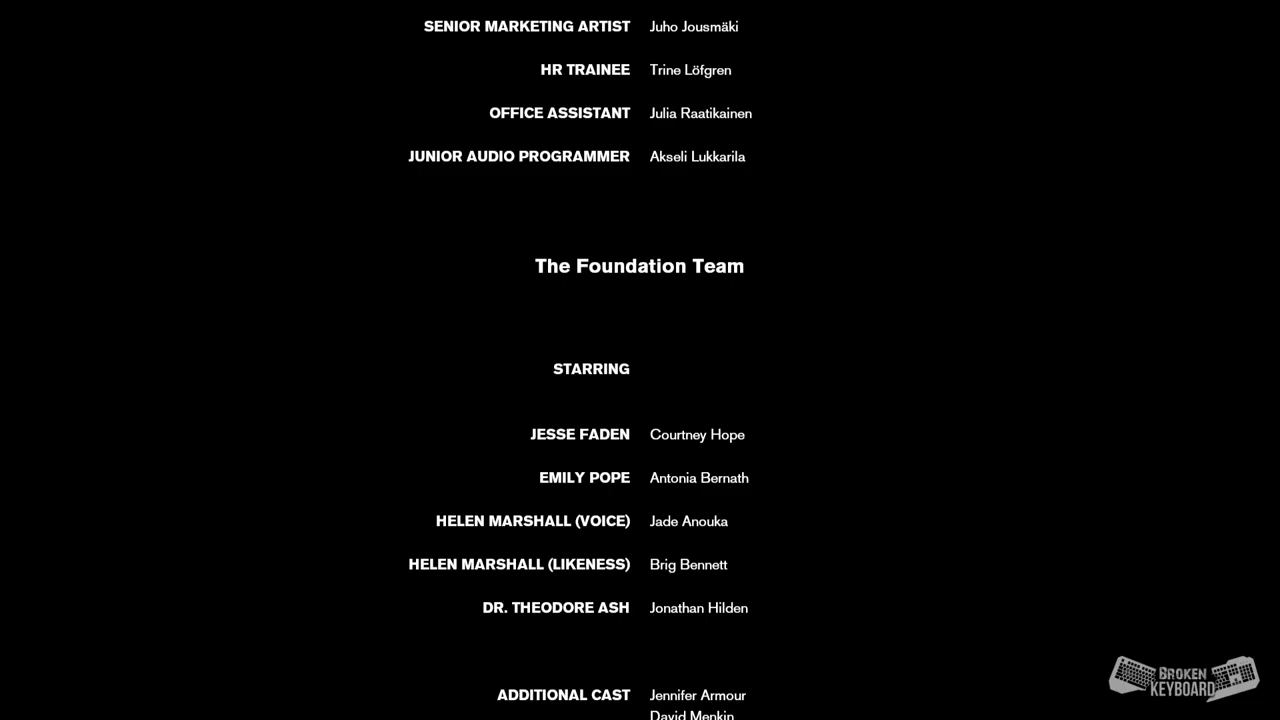 SENIOR MARKETING ARTIST Juho Jousmäki
HR TRAINEE Trine Löfgren
OFFICE ASSISTANT Julia Raatikainen
JUNIOR AUDIO PROGRAMMER Akseli Lukkarila
The Foundation Team
STARRING
JESSE FADEN Courtney Hope
EMILY POPE Antonia Bernath
HELEN MARSHALL (VOICE) Jade Anouka
HELEN MARSHALL (LIKENESS) Brig Bennett
DR. THEODORE ASH Jonathan Hilden
ADDITIONAL CAST Jennifer Armour
David Menkin
BROKEN
KEYBOARD